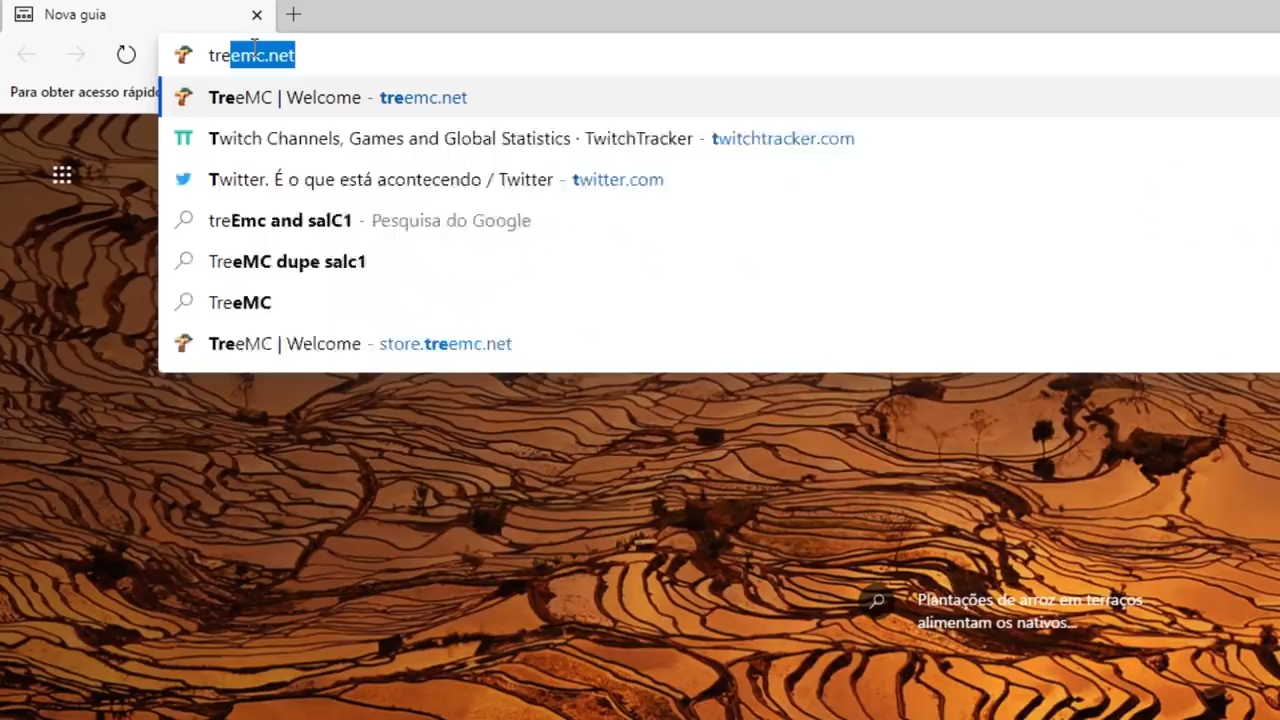 Nova guia
treemc.net
Para obter acesso rápido
TreeMC | Welcome - treemc.net
Twitch Channels, Games and Global Statistics · TwitchTracker - twitchtracker.com
Twitter. É o que está acontecendo / Twitter - twitter.com
treEmc and salC1 - Pesquisa do Google
TreeMC dupe salc1
TreeMC
TreeMC | Welcome - store.treemc.net
Plantações de arroz em terraços
alimentam os nativos...